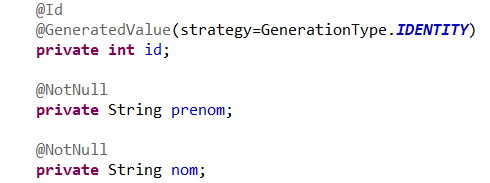 @Id
@GeneratedValue(strategy=GenerationType.IDENTITY)
private int id;
@NotNull
private String prenom;
@NotNull
private String nom;